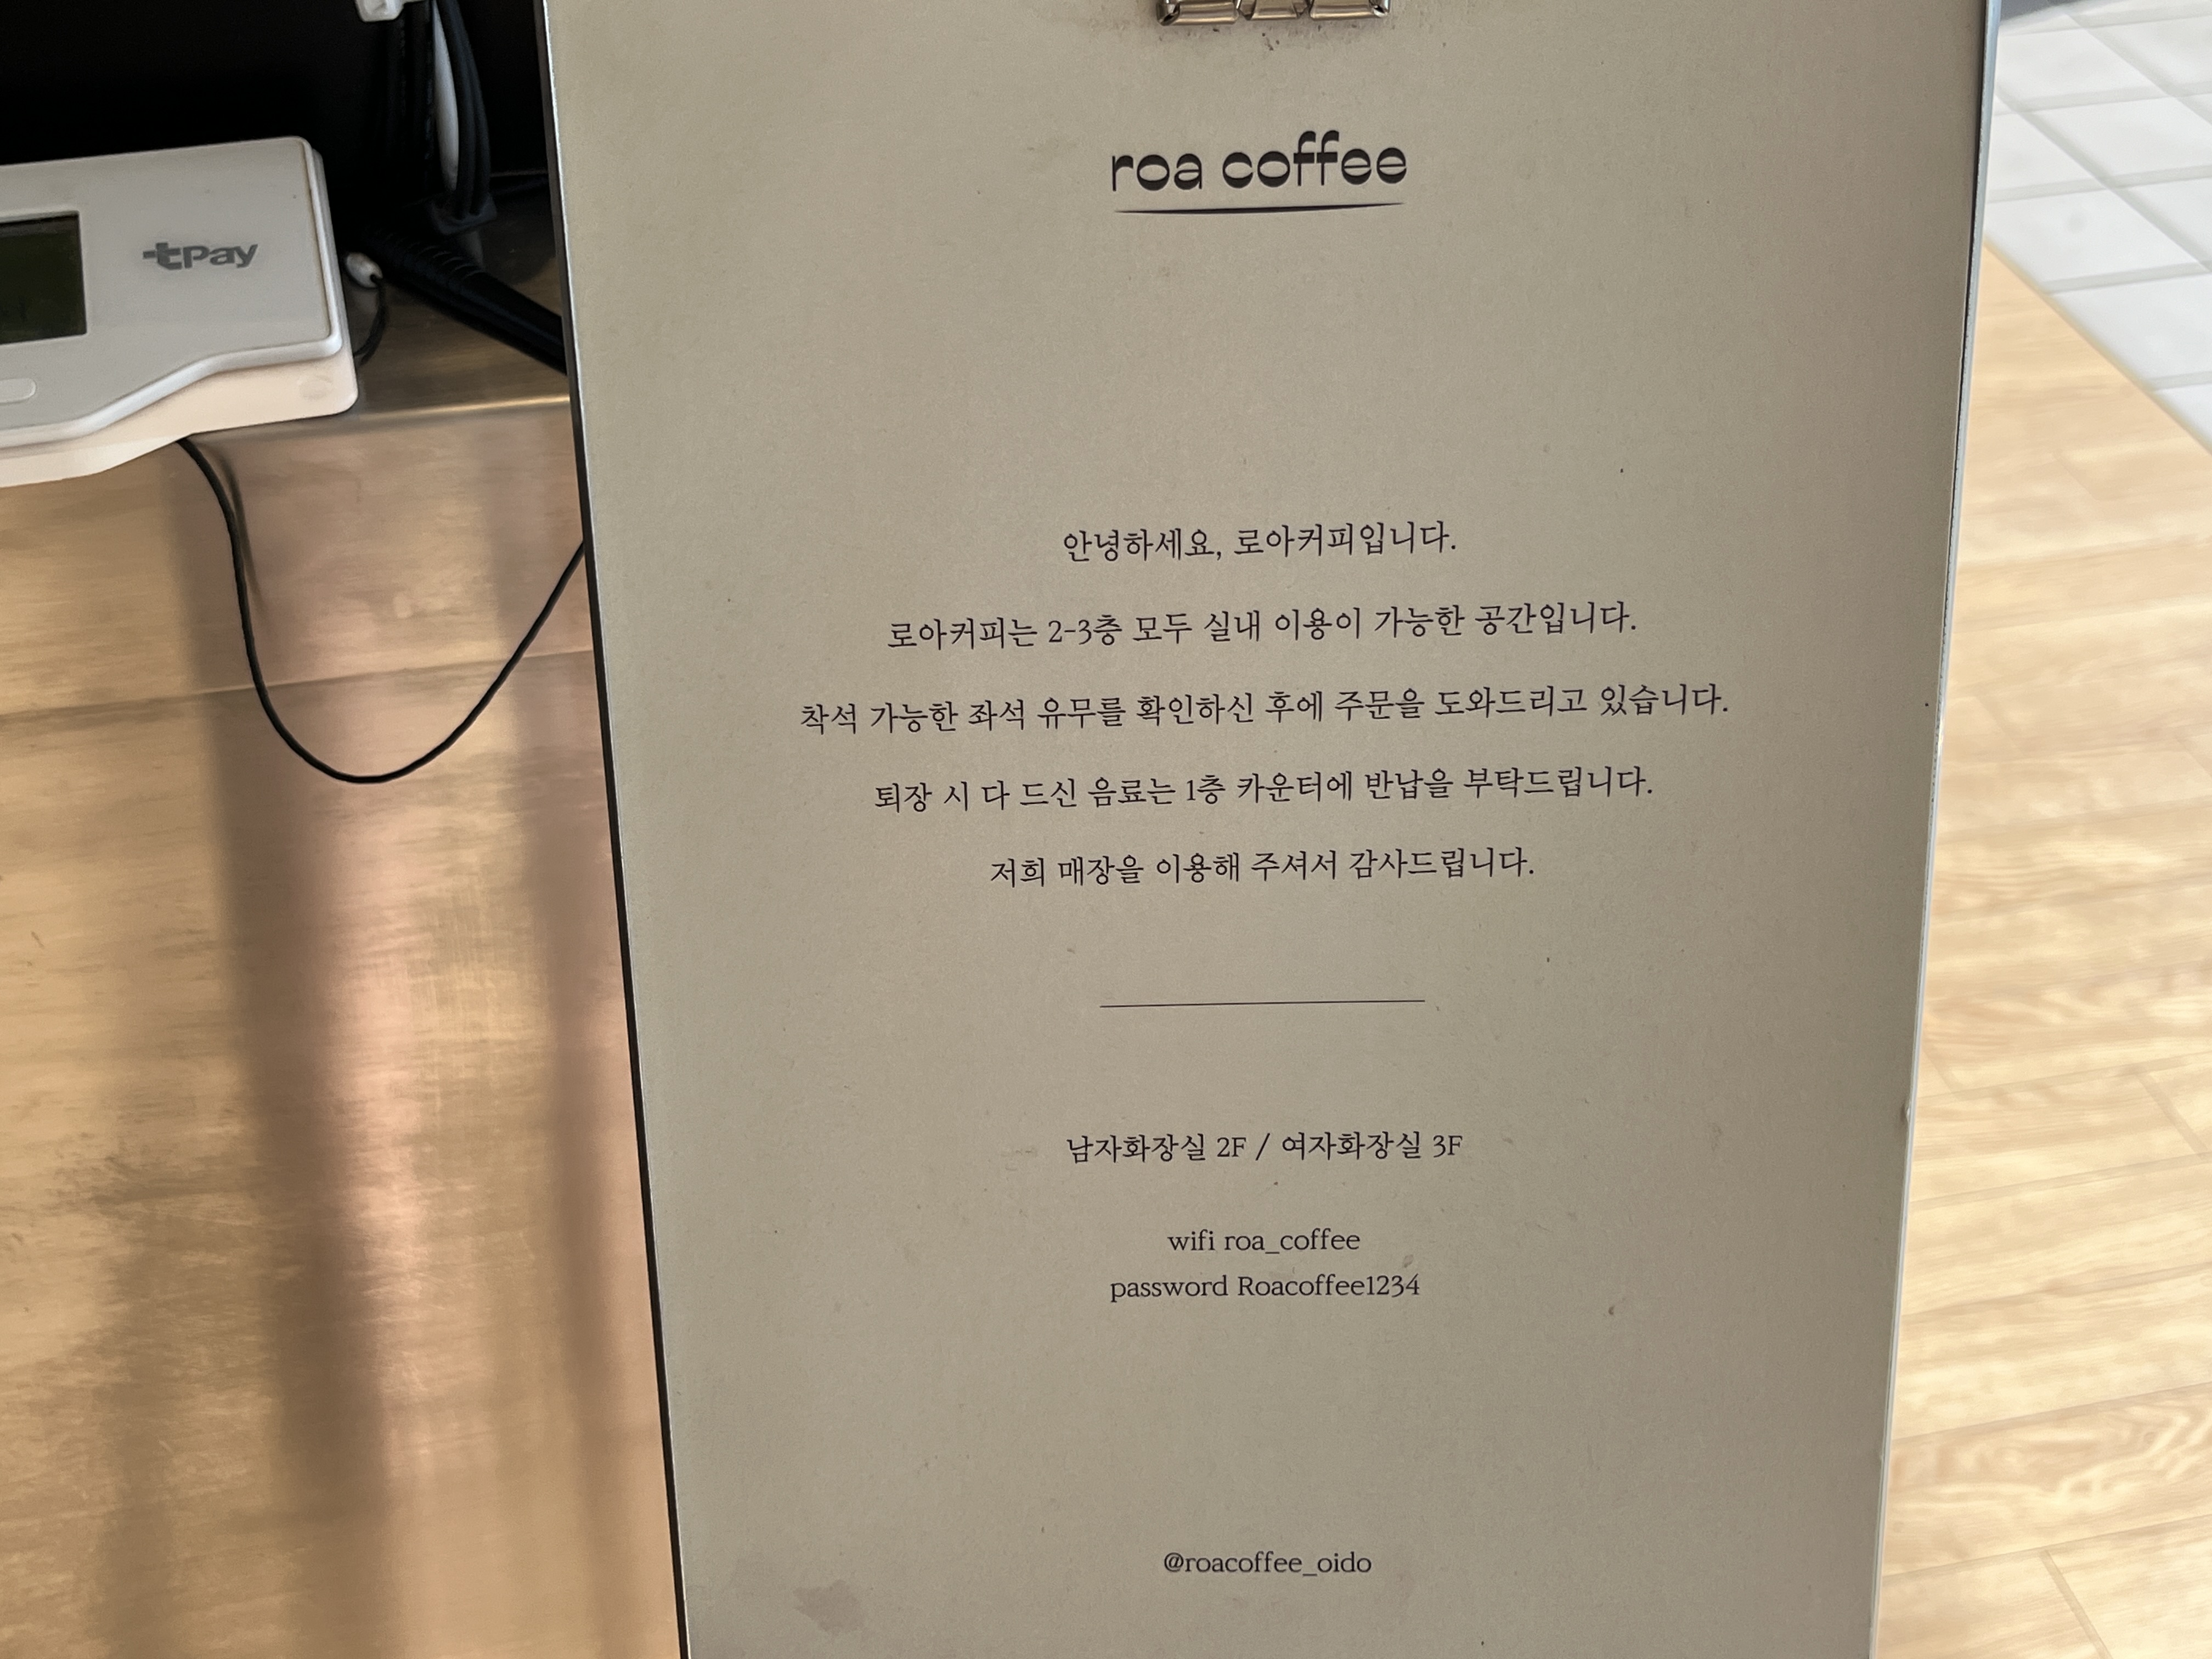 roa coffee
tPay
안녕하세요, 로아커피입니다.
로아커피는 2-3층 모두 실내 이용이 가능한 공간입니다.
착석 가능한 좌석 유무를 확인하신 후에 주문을 도와드리고 있습니다.
퇴장 시 다 드신 음료는 1층 카운터에 반납을 부탁드립니다.
저희 매장을 이용해 주셔서 감사드립니다.
남자화장실 2F / 여자화장실 3F
wifi roa_coffee
password Roacoffee1234
@roacoffee_oido